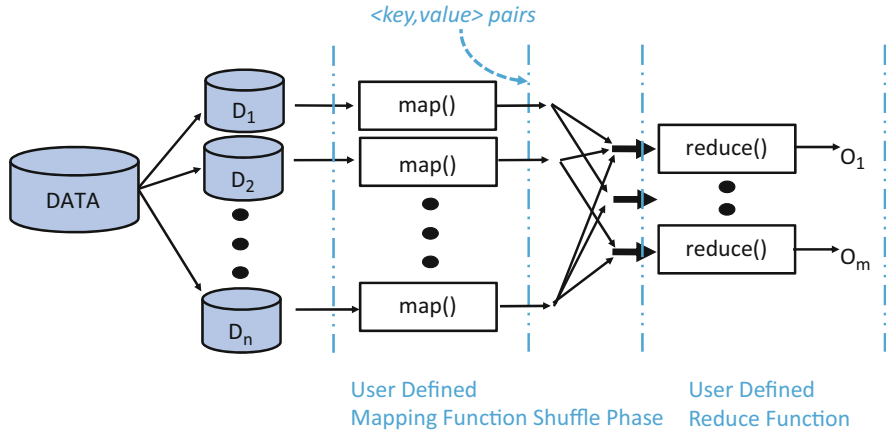 <key,value> pairs
DATA
D1
D2
Dn
map()
map()
map()
reduce()
reduce()
O1
Om
User Defined
Mapping Function
Shuffle Phase
User Defined
Reduce Function